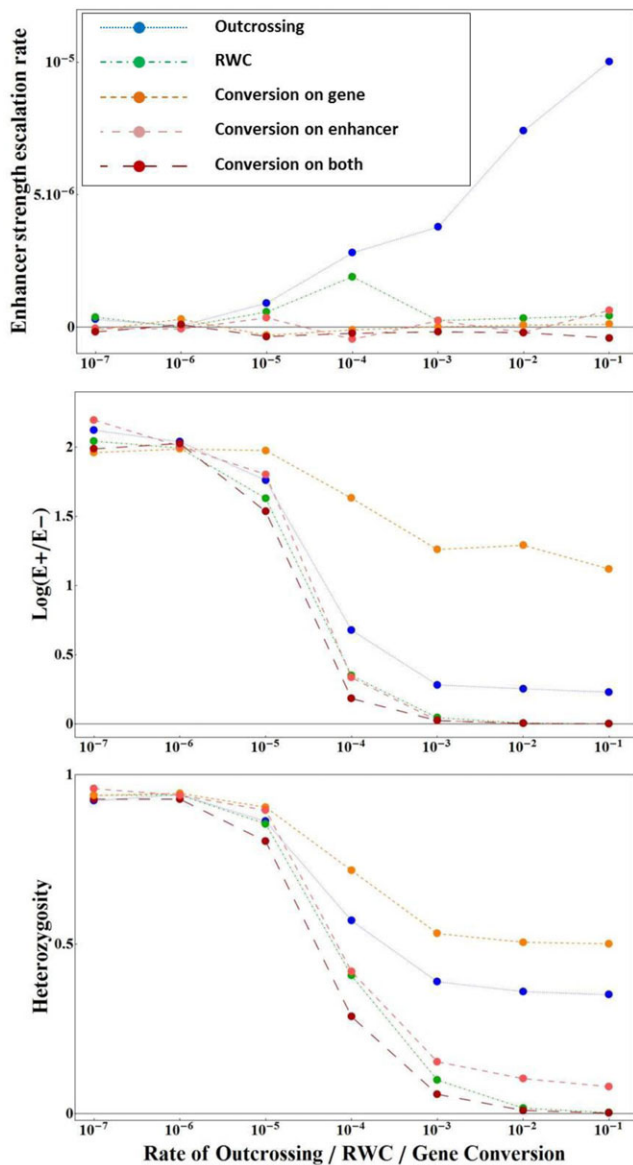 Outcrossing
RWC
Conversion on gene
Conversion on enhancer
Conversion on both
Enhancer strength escalation rate
10⁻⁵
5.10⁻⁶
0
10⁻⁷ 10⁻⁶ 10⁻⁵ 10⁻⁴ 10⁻³ 10⁻² 10⁻¹
Log(E+/E−)
2
1.5
1
0.5
0
10⁻⁷ 10⁻⁶ 10⁻⁵ 10⁻⁴ 10⁻³ 10⁻² 10⁻¹
Heterozygosity
1
0.5
0
10⁻⁷ 10⁻⁶ 10⁻⁵ 10⁻⁴ 10⁻³ 10⁻² 10⁻¹
Rate of Outcrossing / RWC / Gene Conversion